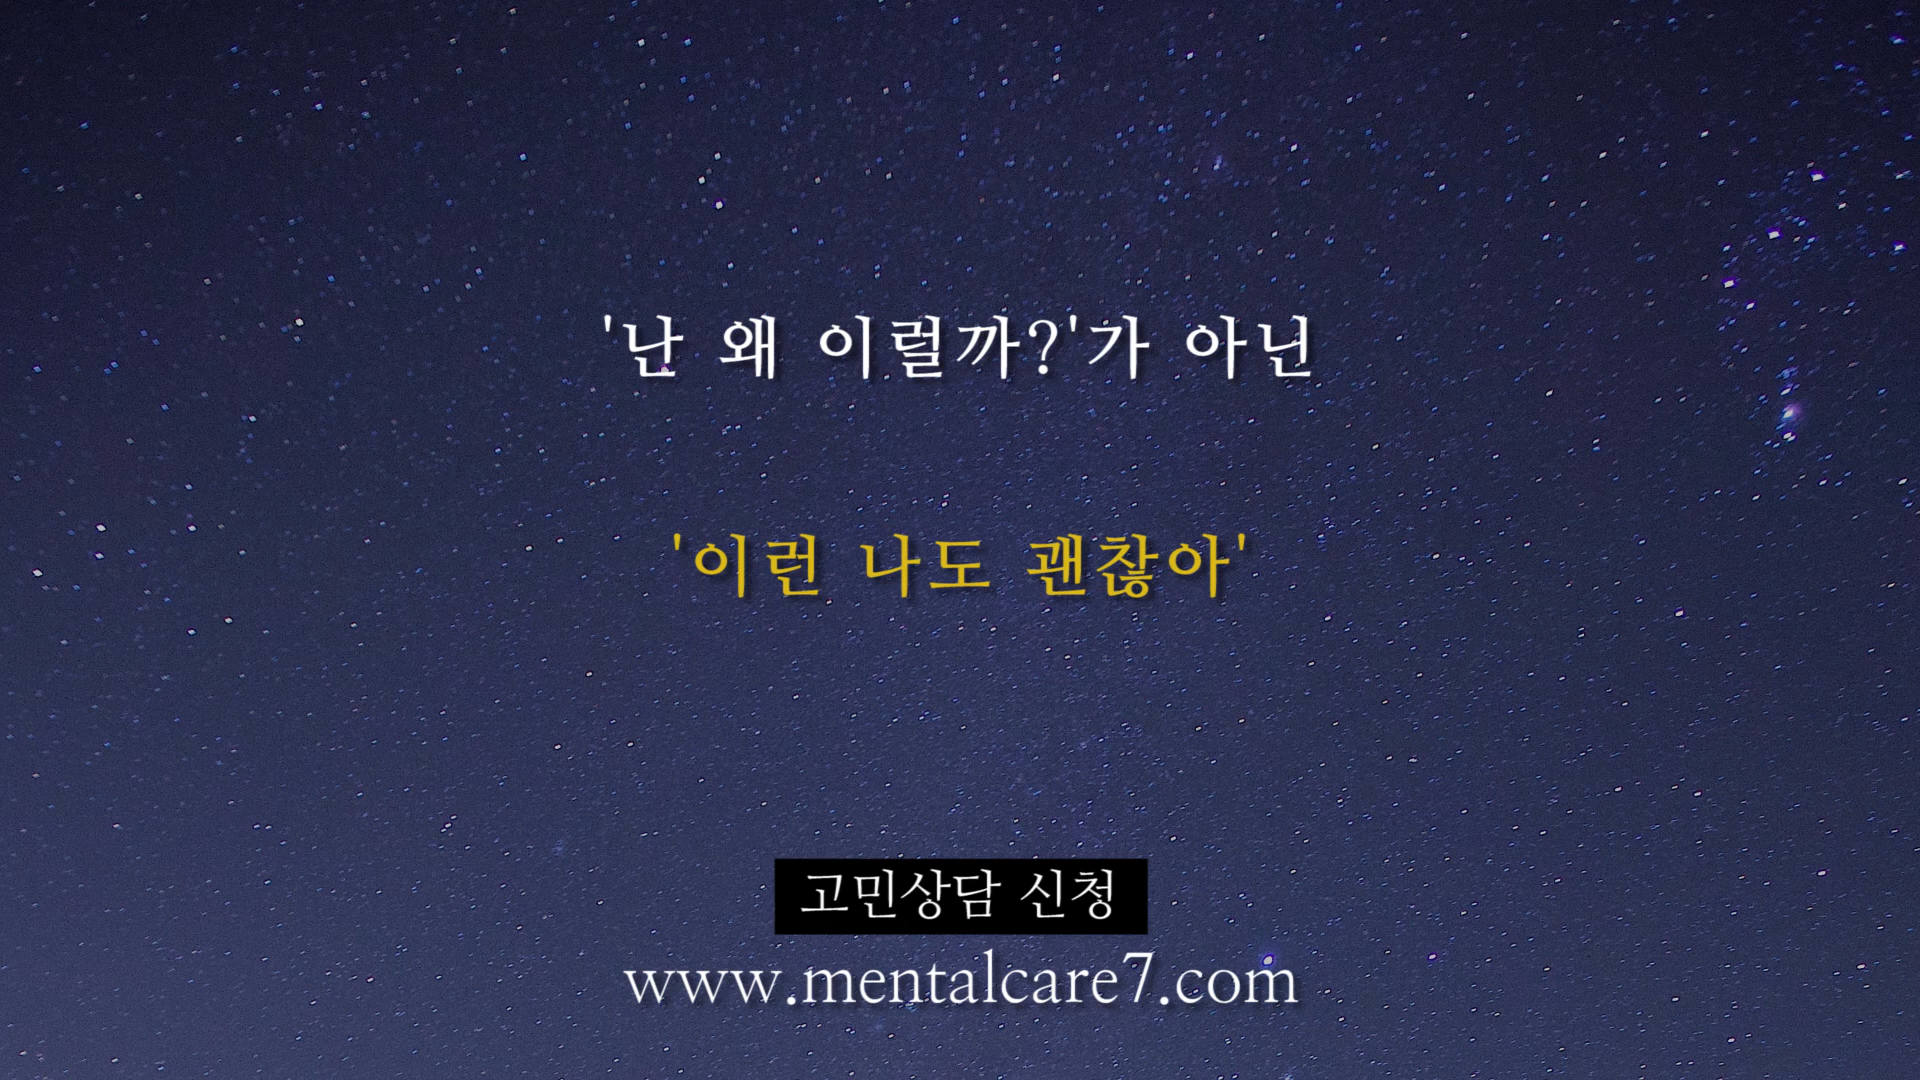 '난 왜 이럴까?'가 아닌
'이런 나도 괜찮아'
고민상담 신청
www.mentalcare7.com